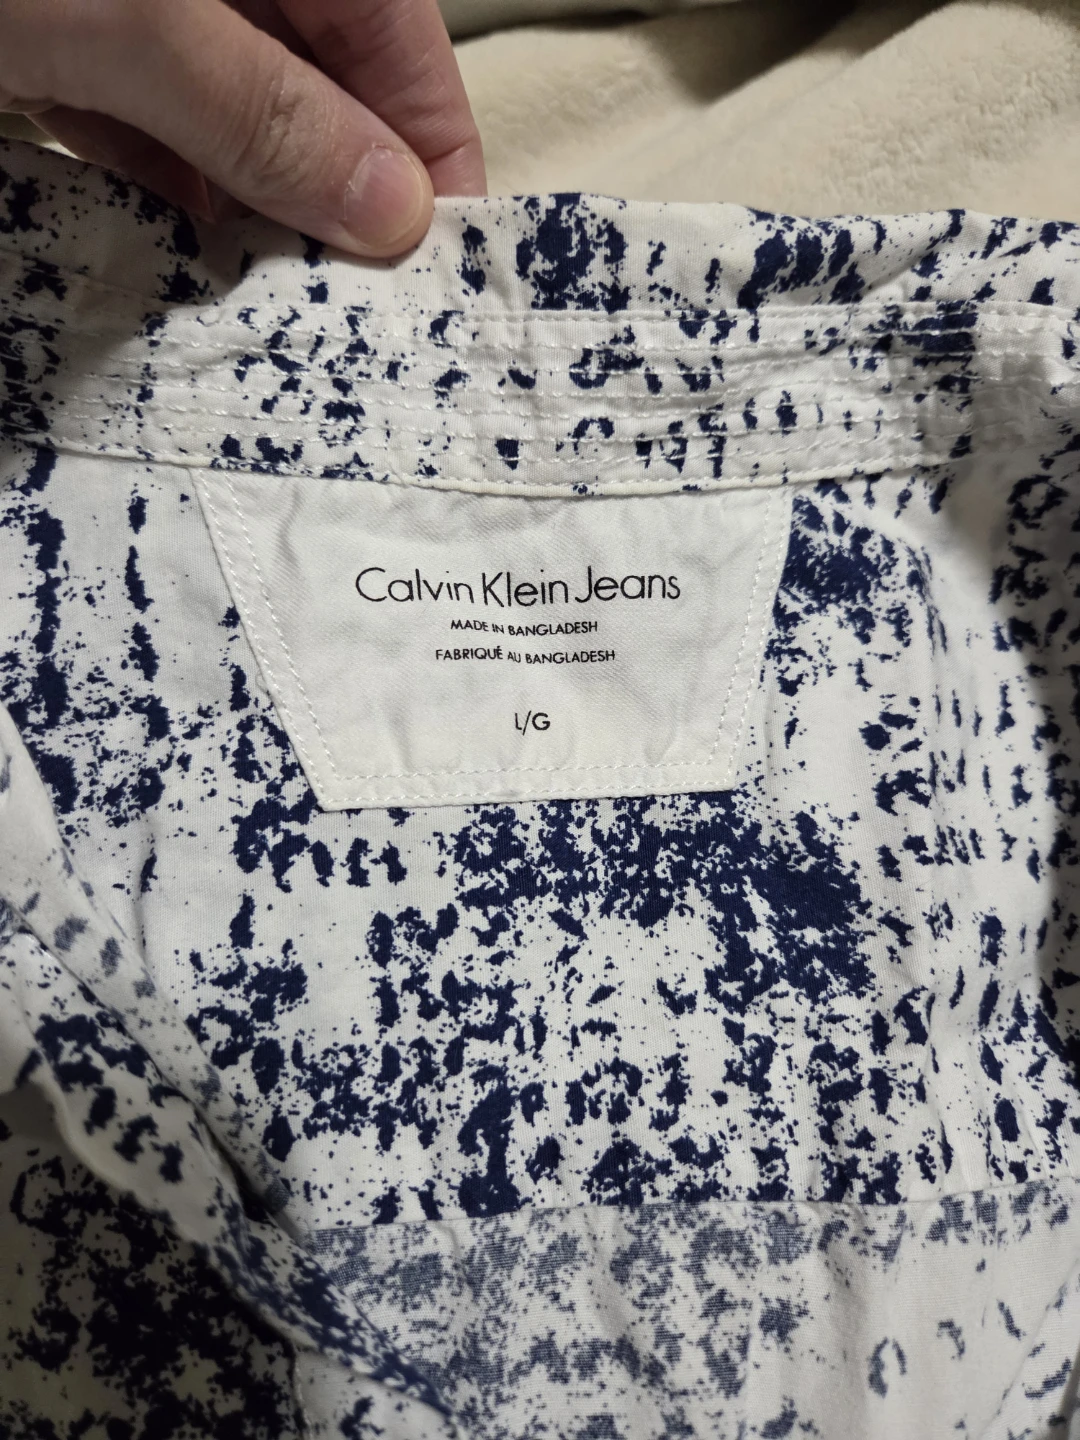 Calvin Klein Jeans
MADE IN BANGLADESH
FABRIQUÉ AU BANGLADESH
L/G